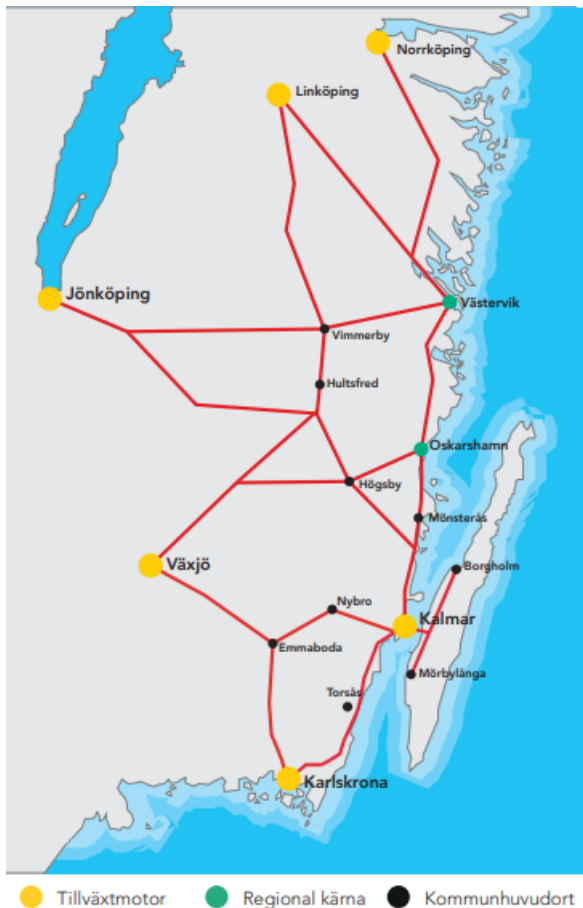 Norrköping
Linköping
Jönköping
Västervik
Vimmerby
Hultsfred
Oskarshamn
Högsby
Mönsterås
Växjö
Borgholm
Nybro
Kalmar
Emmaboda
Mörbylånga
Torsås
Karlskrona
Tillväxtmotor
Regional kärna
Kommunhuvudort